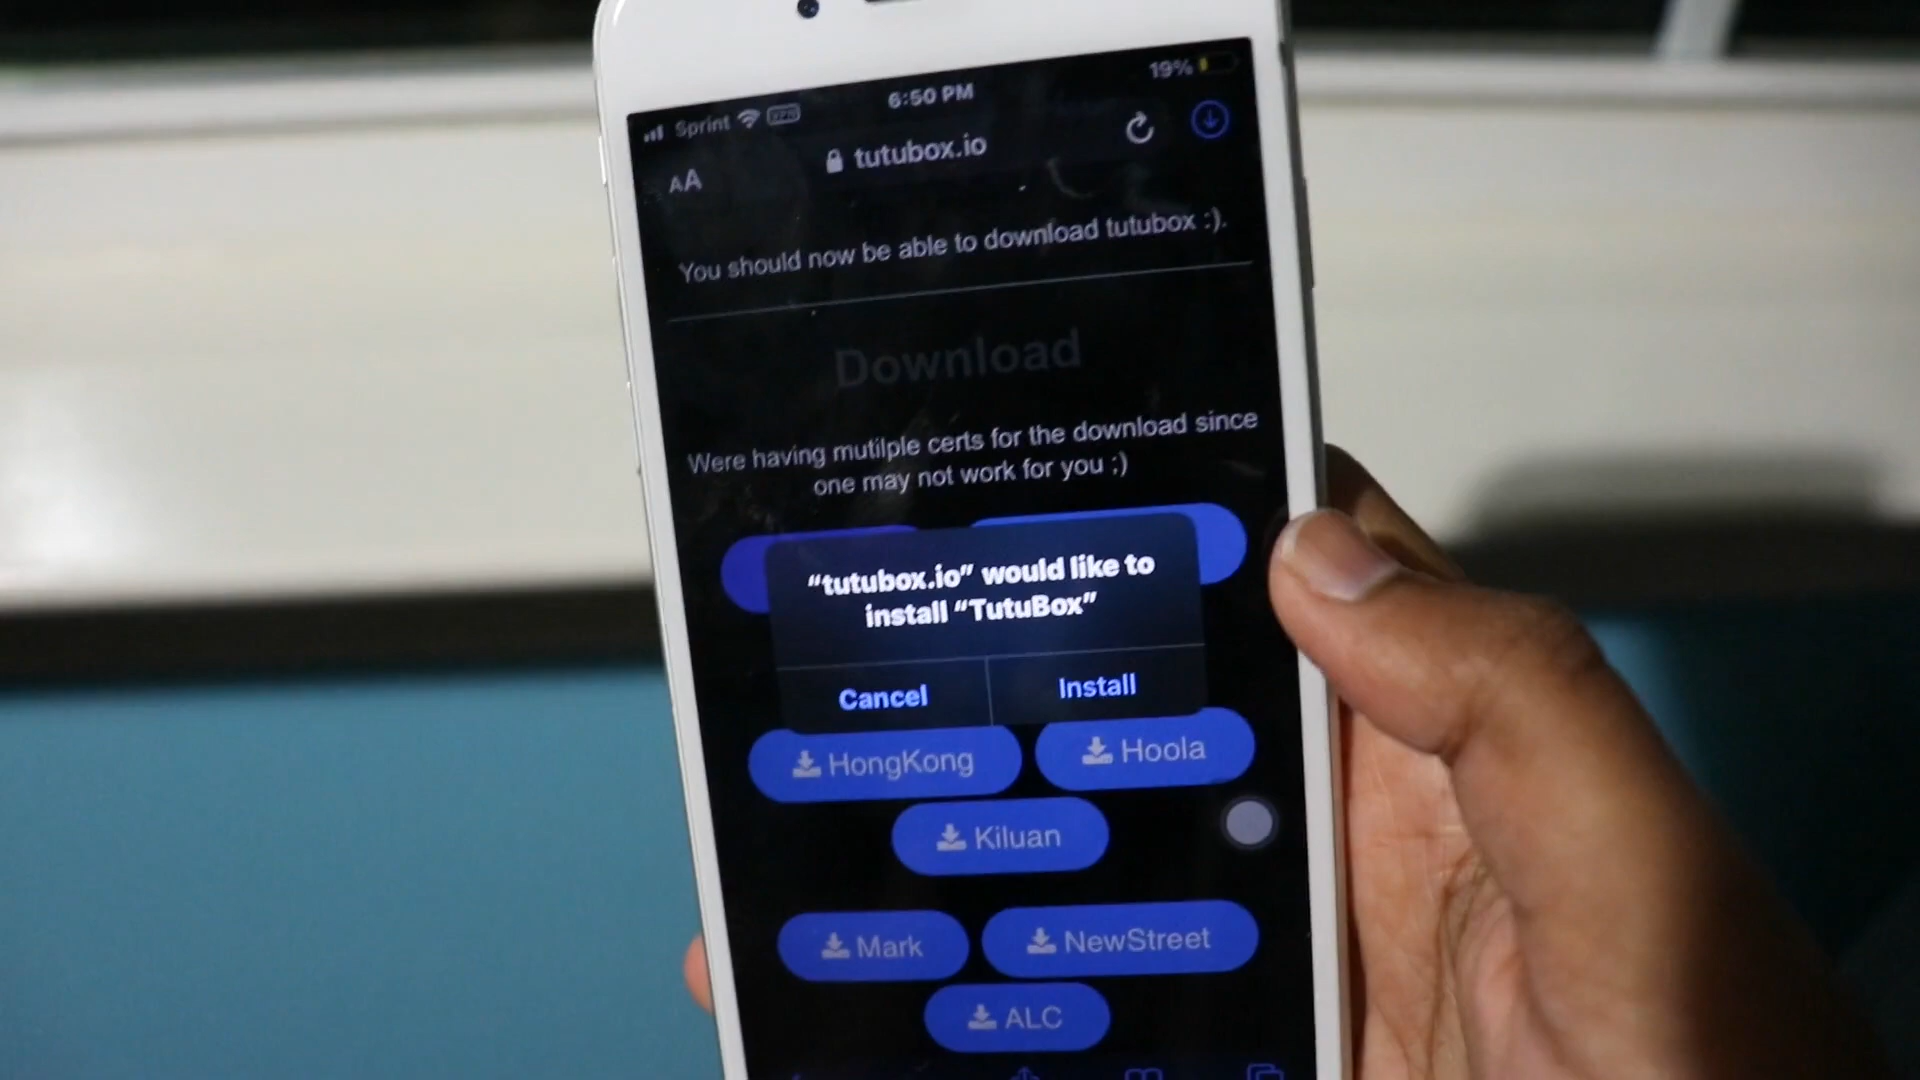 Sprint VPN
6:50 PM
19%
AA
tutubox.io
You should now be able to download tutubox :).
Download
Were having mutilple certs for the download since
one may not work for you ;)
“tutubox.io” would like to
install “TutuBox”
Cancel
Install
HongKong
Hoola
Kiluan
Mark
NewStreet
ALC